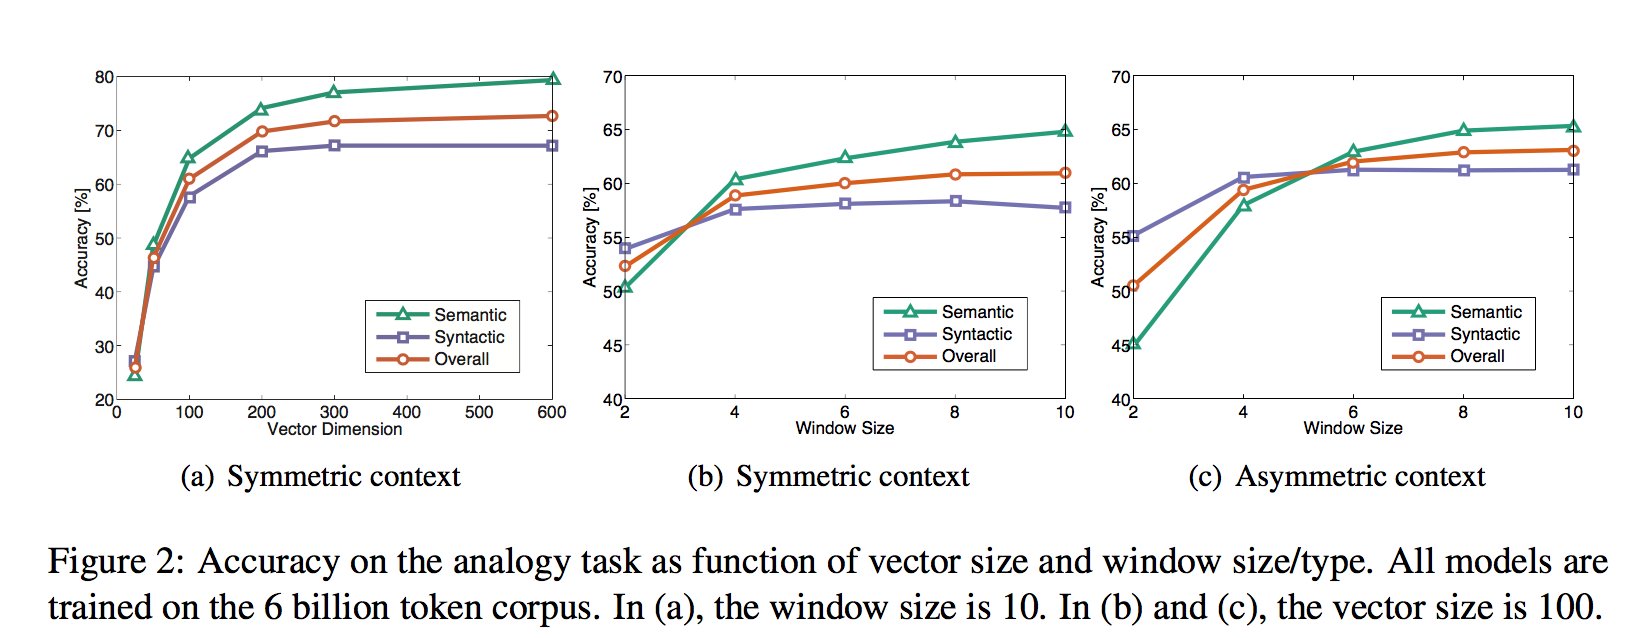 80
70
60
50
40
30
20
Accuracy [%]
0 100 200 300 400 500 600
Vector Dimension
Semantic
Syntactic
Overall
(a) Symmetric context
70
65
60
55
50
45
40
Accuracy [%]
2 4 6 8 10
Window Size
Semantic
Syntactic
Overall
(b) Symmetric context
70
65
60
55
50
45
40
Accuracy [%]
2 4 6 8 10
Window Size
Semantic
Syntactic
Overall
(c) Asymmetric context
Figure 2: Accuracy on the analogy task as function of vector size and window size/type. All models are
trained on the 6 billion token corpus. In (a), the window size is 10. In (b) and (c), the vector size is 100.